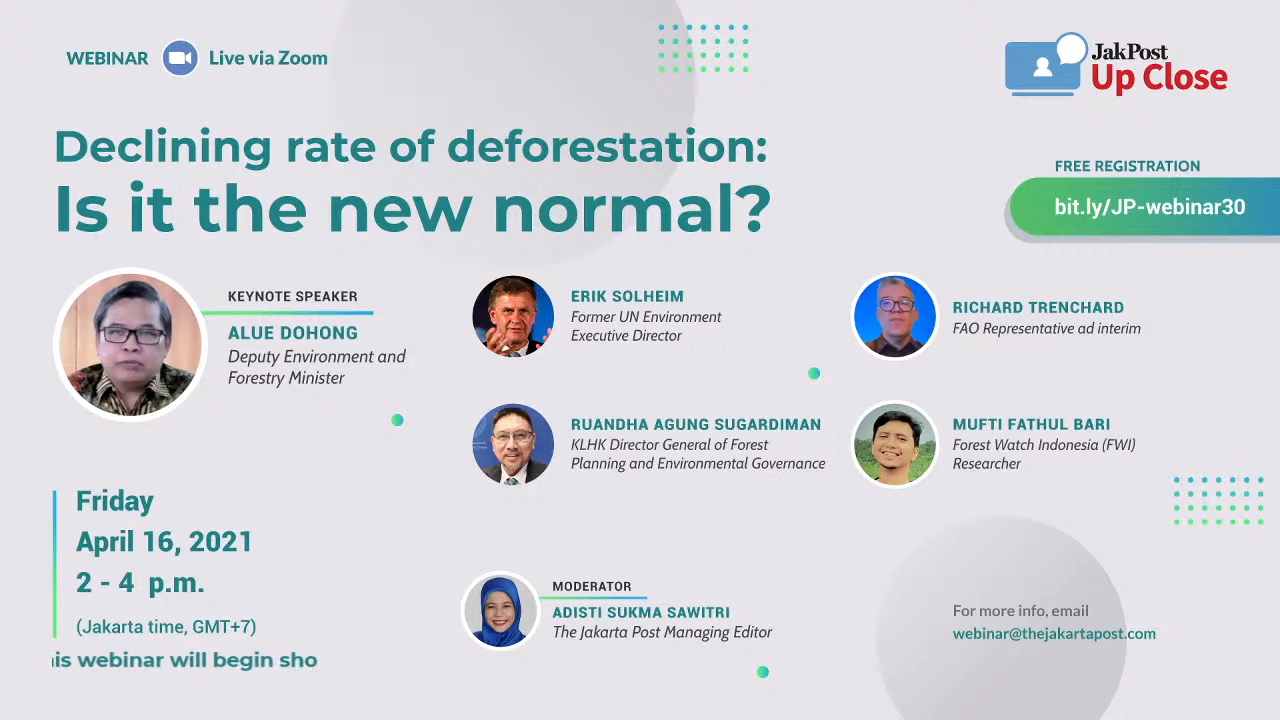 WEBINAR Live via Zoom
JakPost
Up Close
Declining rate of deforestation:
Is it the new normal?
FREE REGISTRATION
bit.ly/JP-webinar30
KEYNOTE SPEAKER
ALUE DOHONG
Deputy Environment and
Forestry Minister
ERIK SOLHEIM
Former UN Environment
Executive Director
RICHARD TRENCHARD
FAO Representative ad interim
RUANDHA AGUNG SUGARDIMAN
KLHK Director General of Forest
Planning and Environmental Governance
MUFTI FATHUL BARI
Forest Watch Indonesia (FWI)
Researcher
Friday
April 16, 2021
2 - 4 p.m.
(Jakarta time, GMT+7)
is webinar will begin sho
MODERATOR
ADISTI SUKMA SAWITRI
The Jakarta Post Managing Editor
For more info, email
webinar@thejakartapost.com